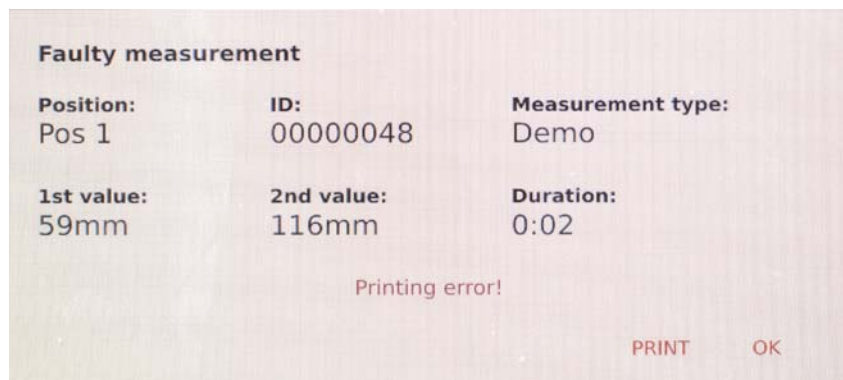 Faulty measurement
Position: ID: Measurement type:
Pos 1 00000048 Demo
1st value: 2nd value: Duration:
59mm 116mm 0:02
Printing error!
PRINT OK